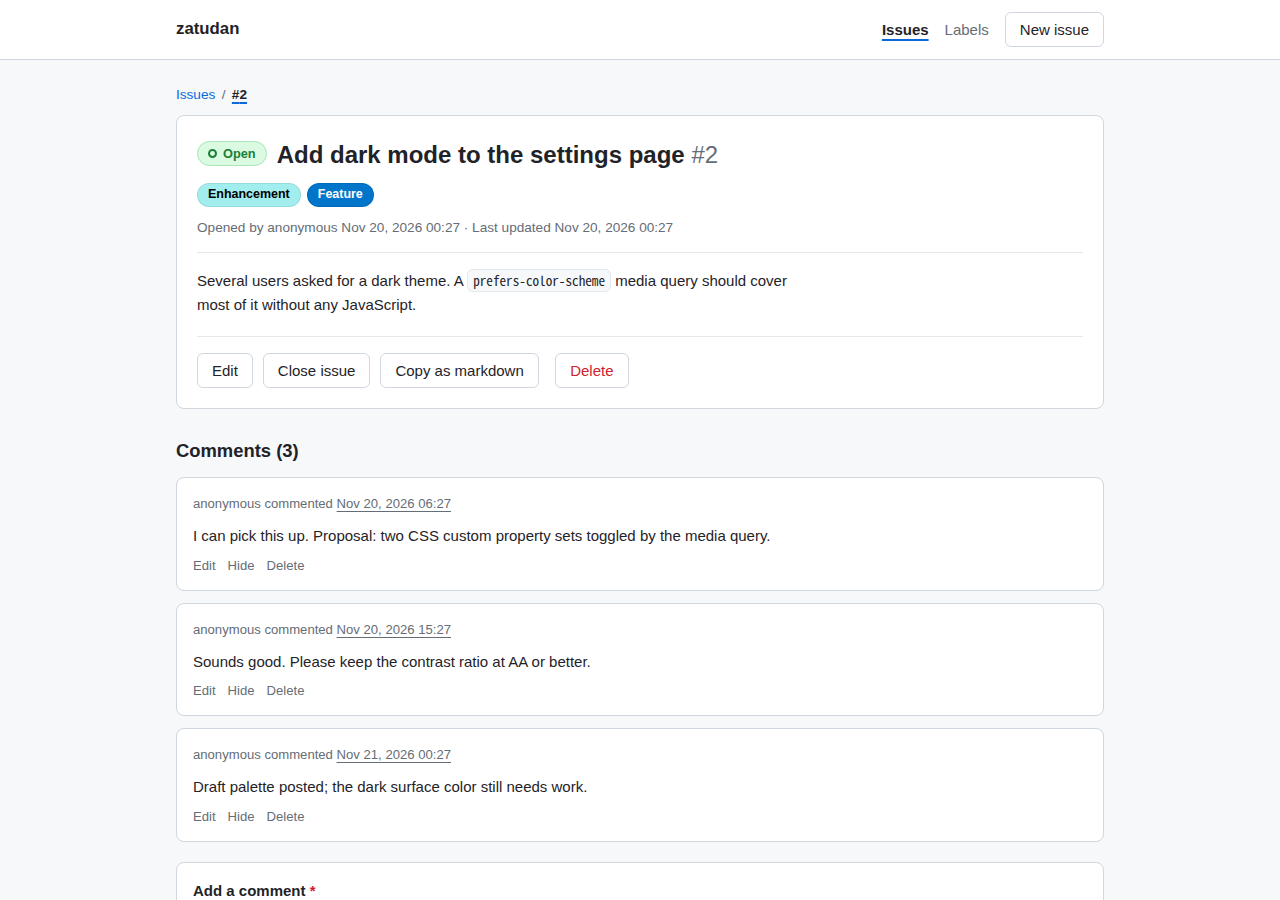 zatudan
Issues Labels New issue
Issues / #2
Open Add dark mode to the settings page #2
Enhancement Feature
Opened by anonymous Nov 20, 2026 00:27 · Last updated Nov 20, 2026 00:27
Several users asked for a dark theme. A prefers-color-scheme media query should cover
most of it without any JavaScript.
Edit Close issue Copy as markdown Delete
Comments (3)
anonymous commented Nov 20, 2026 06:27
I can pick this up. Proposal: two CSS custom property sets toggled by the media query.
Edit Hide Delete
anonymous commented Nov 20, 2026 15:27
Sounds good. Please keep the contrast ratio at AA or better.
Edit Hide Delete
anonymous commented Nov 21, 2026 00:27
Draft palette posted; the dark surface color still needs work.
Edit Hide Delete
Add a comment *